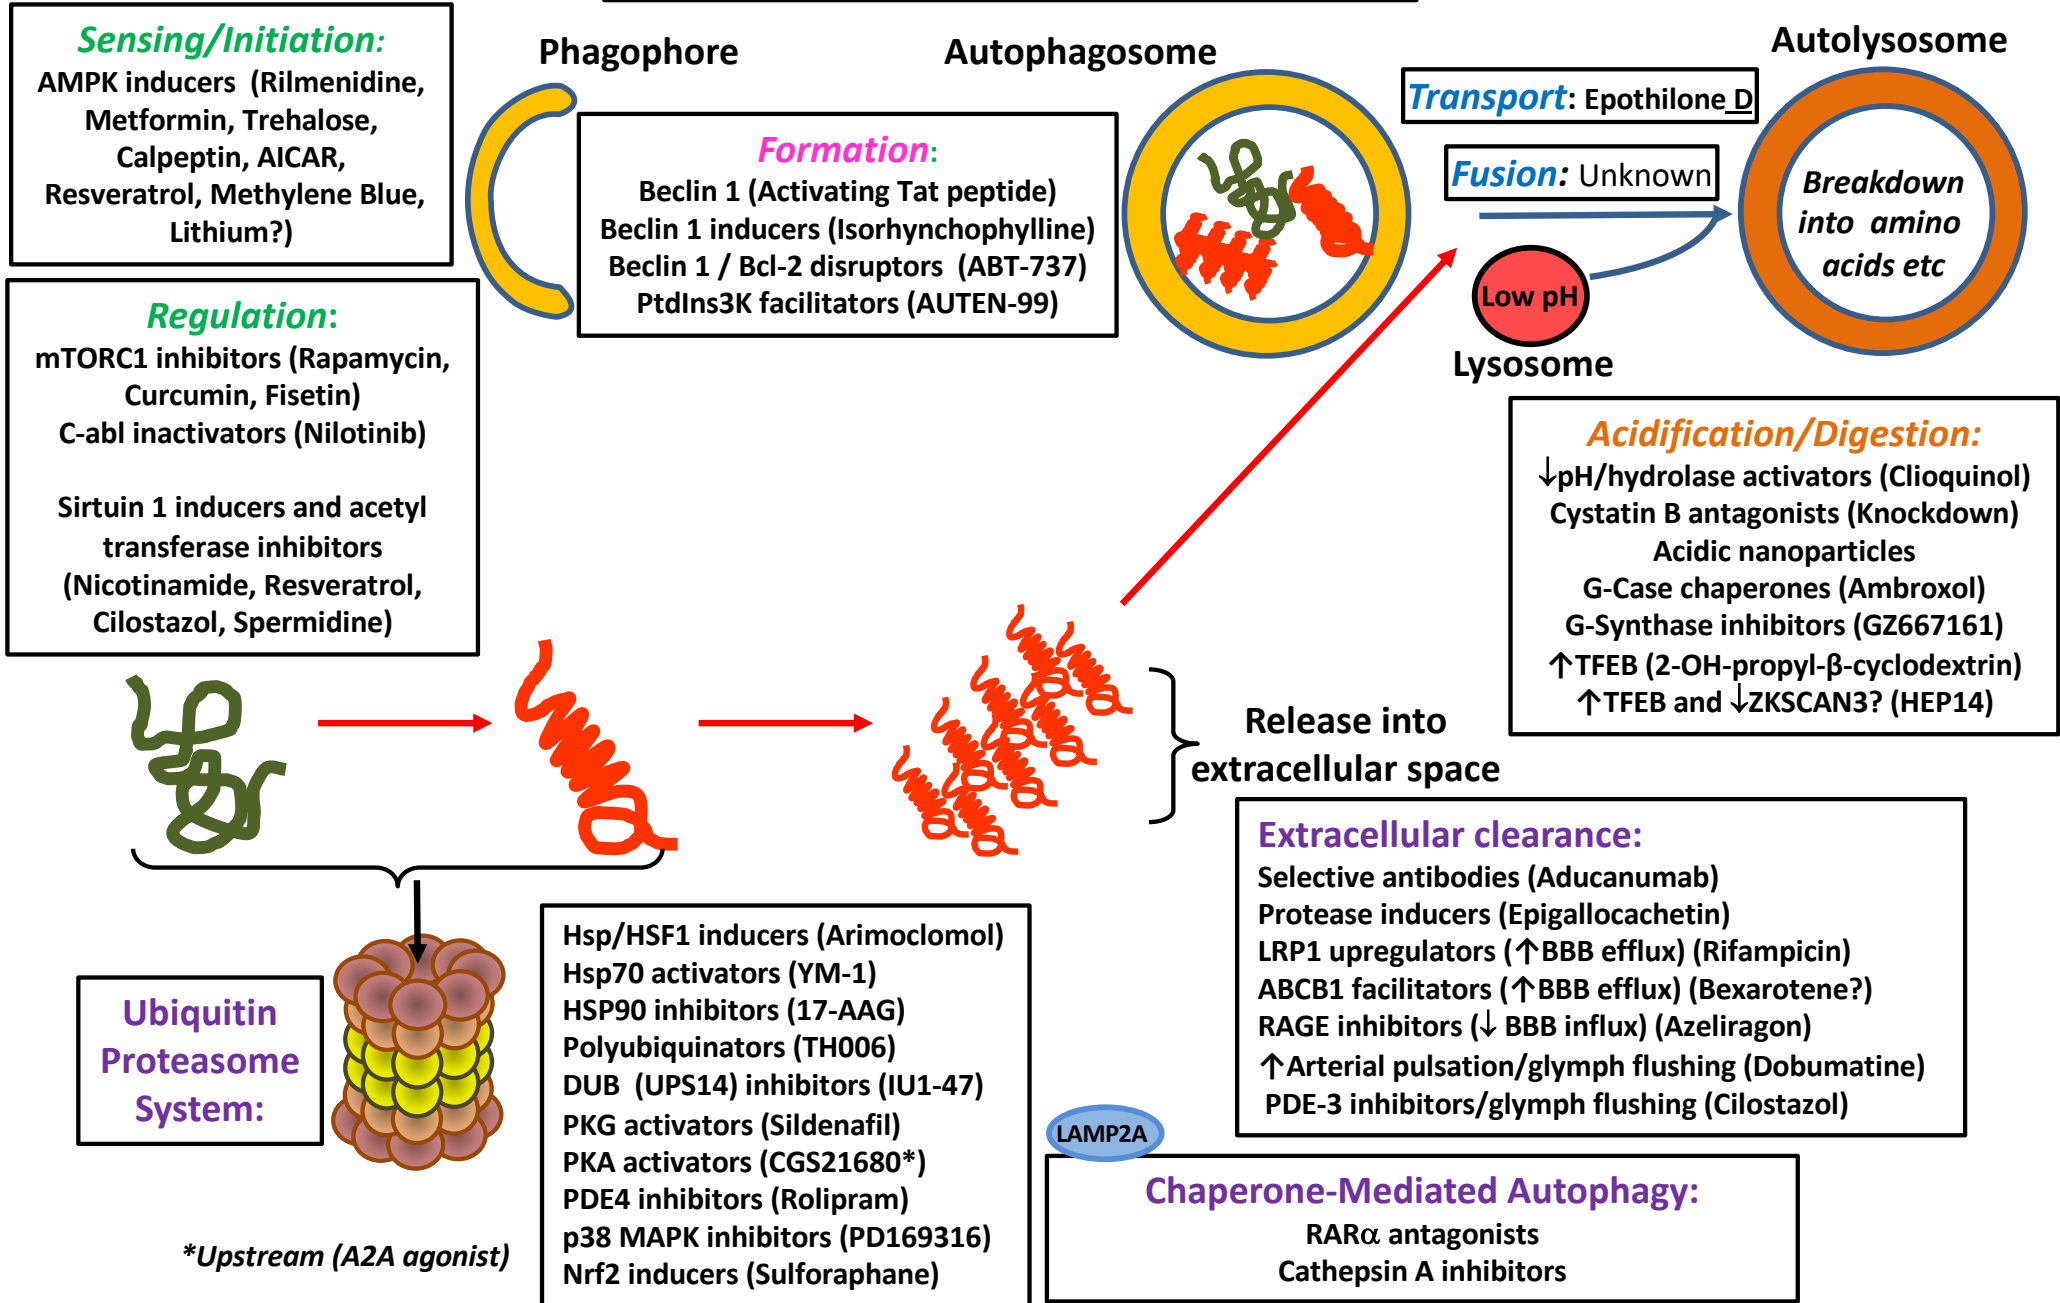 Sensing/Initiation:
AMPK inducers (Rilmenidine,
Metformin, Trehalose,
Calpeptin, AICAR,
Resveratrol, Methylene Blue,
Lithium?)
Regulation:
mTORC1 inhibitors (Rapamycin,
Curcumin, Fisetin)
C-abl inactivators (Nilotinib)
Sirtuin 1 inducers and acetyl
transferase inhibitors
(Nicotinamide, Resveratrol,
Cilostazol, Spermidine)
Phagophore
Formation:
Beclin 1 (Activating Tat peptide)
Beclin 1 inducers (Isorhynchophylline)
Beclin 1 / Bcl-2 disruptors (ABT-737)
PtdIns3K facilitators (AUTEN-99)
Autophagosome
Transport: Epothilone D
Fusion: Unknown
Low pH
Lysosome
Autolysosome
Breakdown
into amino
acids etc
Acidification/Digestion:
↓pH/hydrolase activators (Clioquinol)
Cystatin B antagonists (Knockdown)
Acidic nanoparticles
G-Case chaperones (Ambroxol)
G-Synthase inhibitors (GZ667161)
↑TFEB (2-OH-propyl-β-cyclodextrin)
↑TFEB and ↓ZKSCAN3? (HEP14)
Release into
extracellular space
Extracellular clearance:
Selective antibodies (Aducanumab)
Protease inducers (Epigallocachetin)
LRP1 upregulators (↑BBB efflux) (Rifampicin)
ABCB1 facilitators (↑BBB efflux) (Bexarotene?)
RAGE inhibitors (↓ BBB influx) (Azeliragon)
↑Arterial pulsation/glymph flushing (Dobumatine)
PDE-3 inhibitors/glymph flushing (Cilostazol)
Ubiquitin
Proteasome
System:
*Upstream (A2A agonist)
Hsp/HSF1 inducers (Arimoclomol)
Hsp70 activators (YM-1)
HSP90 inhibitors (17-AAG)
Polyubiquinators (TH006)
DUB (UPS14) inhibitors (IU1-47)
PKG activators (Sildenafil)
PKA activators (CGS21680*)
PDE4 inhibitors (Rolipram)
p38 MAPK inhibitors (PD169316)
Nrf2 inducers (Sulforaphane)
LAMP2A
Chaperone-Mediated Autophagy:
RARα antagonists
Cathepsin A inhibitors